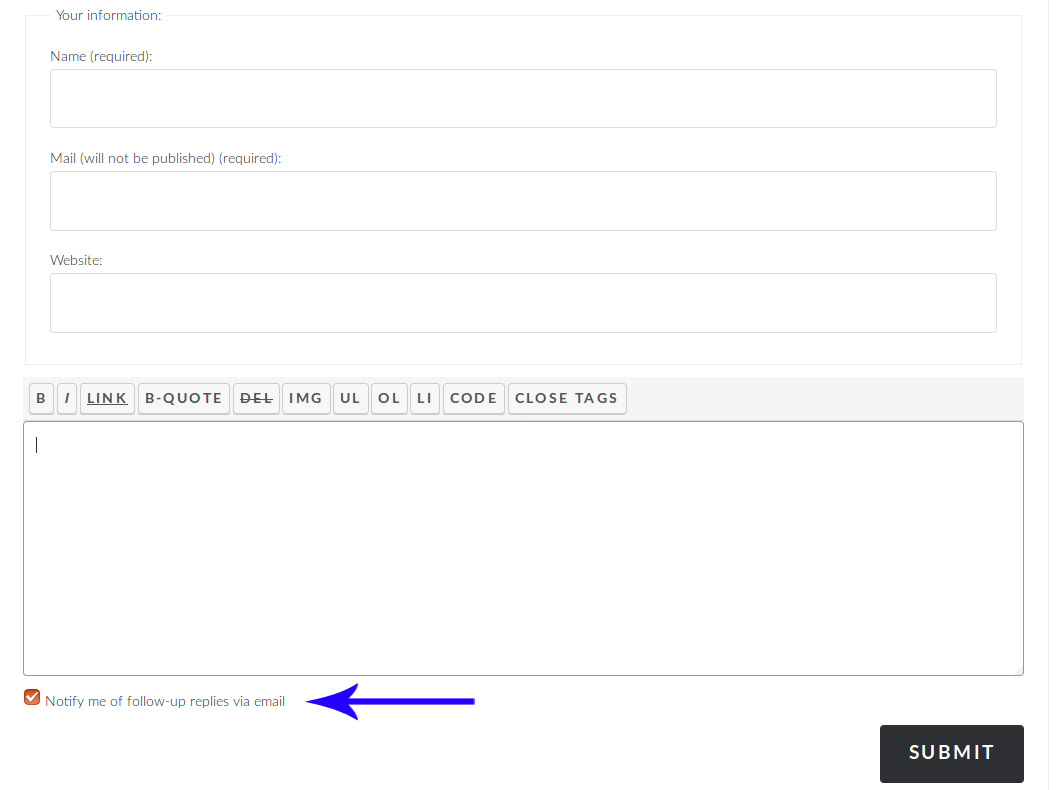 Your information:
Name (required):
Mail (will not be published) (required):
Website:
B I LINK B-QUOTE DEL IMG UL OL LI CODE CLOSE TAGS
Notify me of follow-up replies via email
SUBMIT